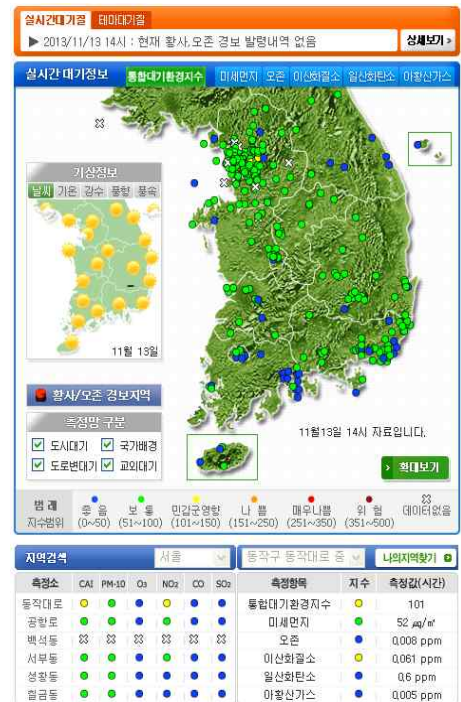 실시간대기질 테마대기질
▶ 2013/11/13 14시 : 현재 황사,오존 경보 발령내역 없음 상세보기 »
실시간 대기정보 통합대기환경지수 미세먼지 오존 이산화질소 일산화탄소 아황산가스
기상정보
날씨 기온 강수 풍향 풍속
11월 13일
황사/오존 경보지역
측정망 구분
도시대기 국가배경
도로변대기 교외대기
11월13일 14시 자료입니다.
확대보기
범 례 좋 음 보 통 민감군영향 나 쁨 매우나쁨 위 험 데이터없음
지수범위 (0~50) (51~100) (101~150) (151~250) (251~350) (351~500)
지역검색 서울 동작구 동작대로 중 나의지역찾기
측정소 CAI PM-10 O3 NO2 CO SO2 측정항목 지수 측정값(시간)
동작대로 통합대기환경지수 101
공항로 미세먼지 52 ㎍/㎥
백석동 오존 0.008 ppm
서부동 이산화질소 0.061 ppm
생활동 일산화탄소 0.6 ppm
아황산가스 0.005 ppm